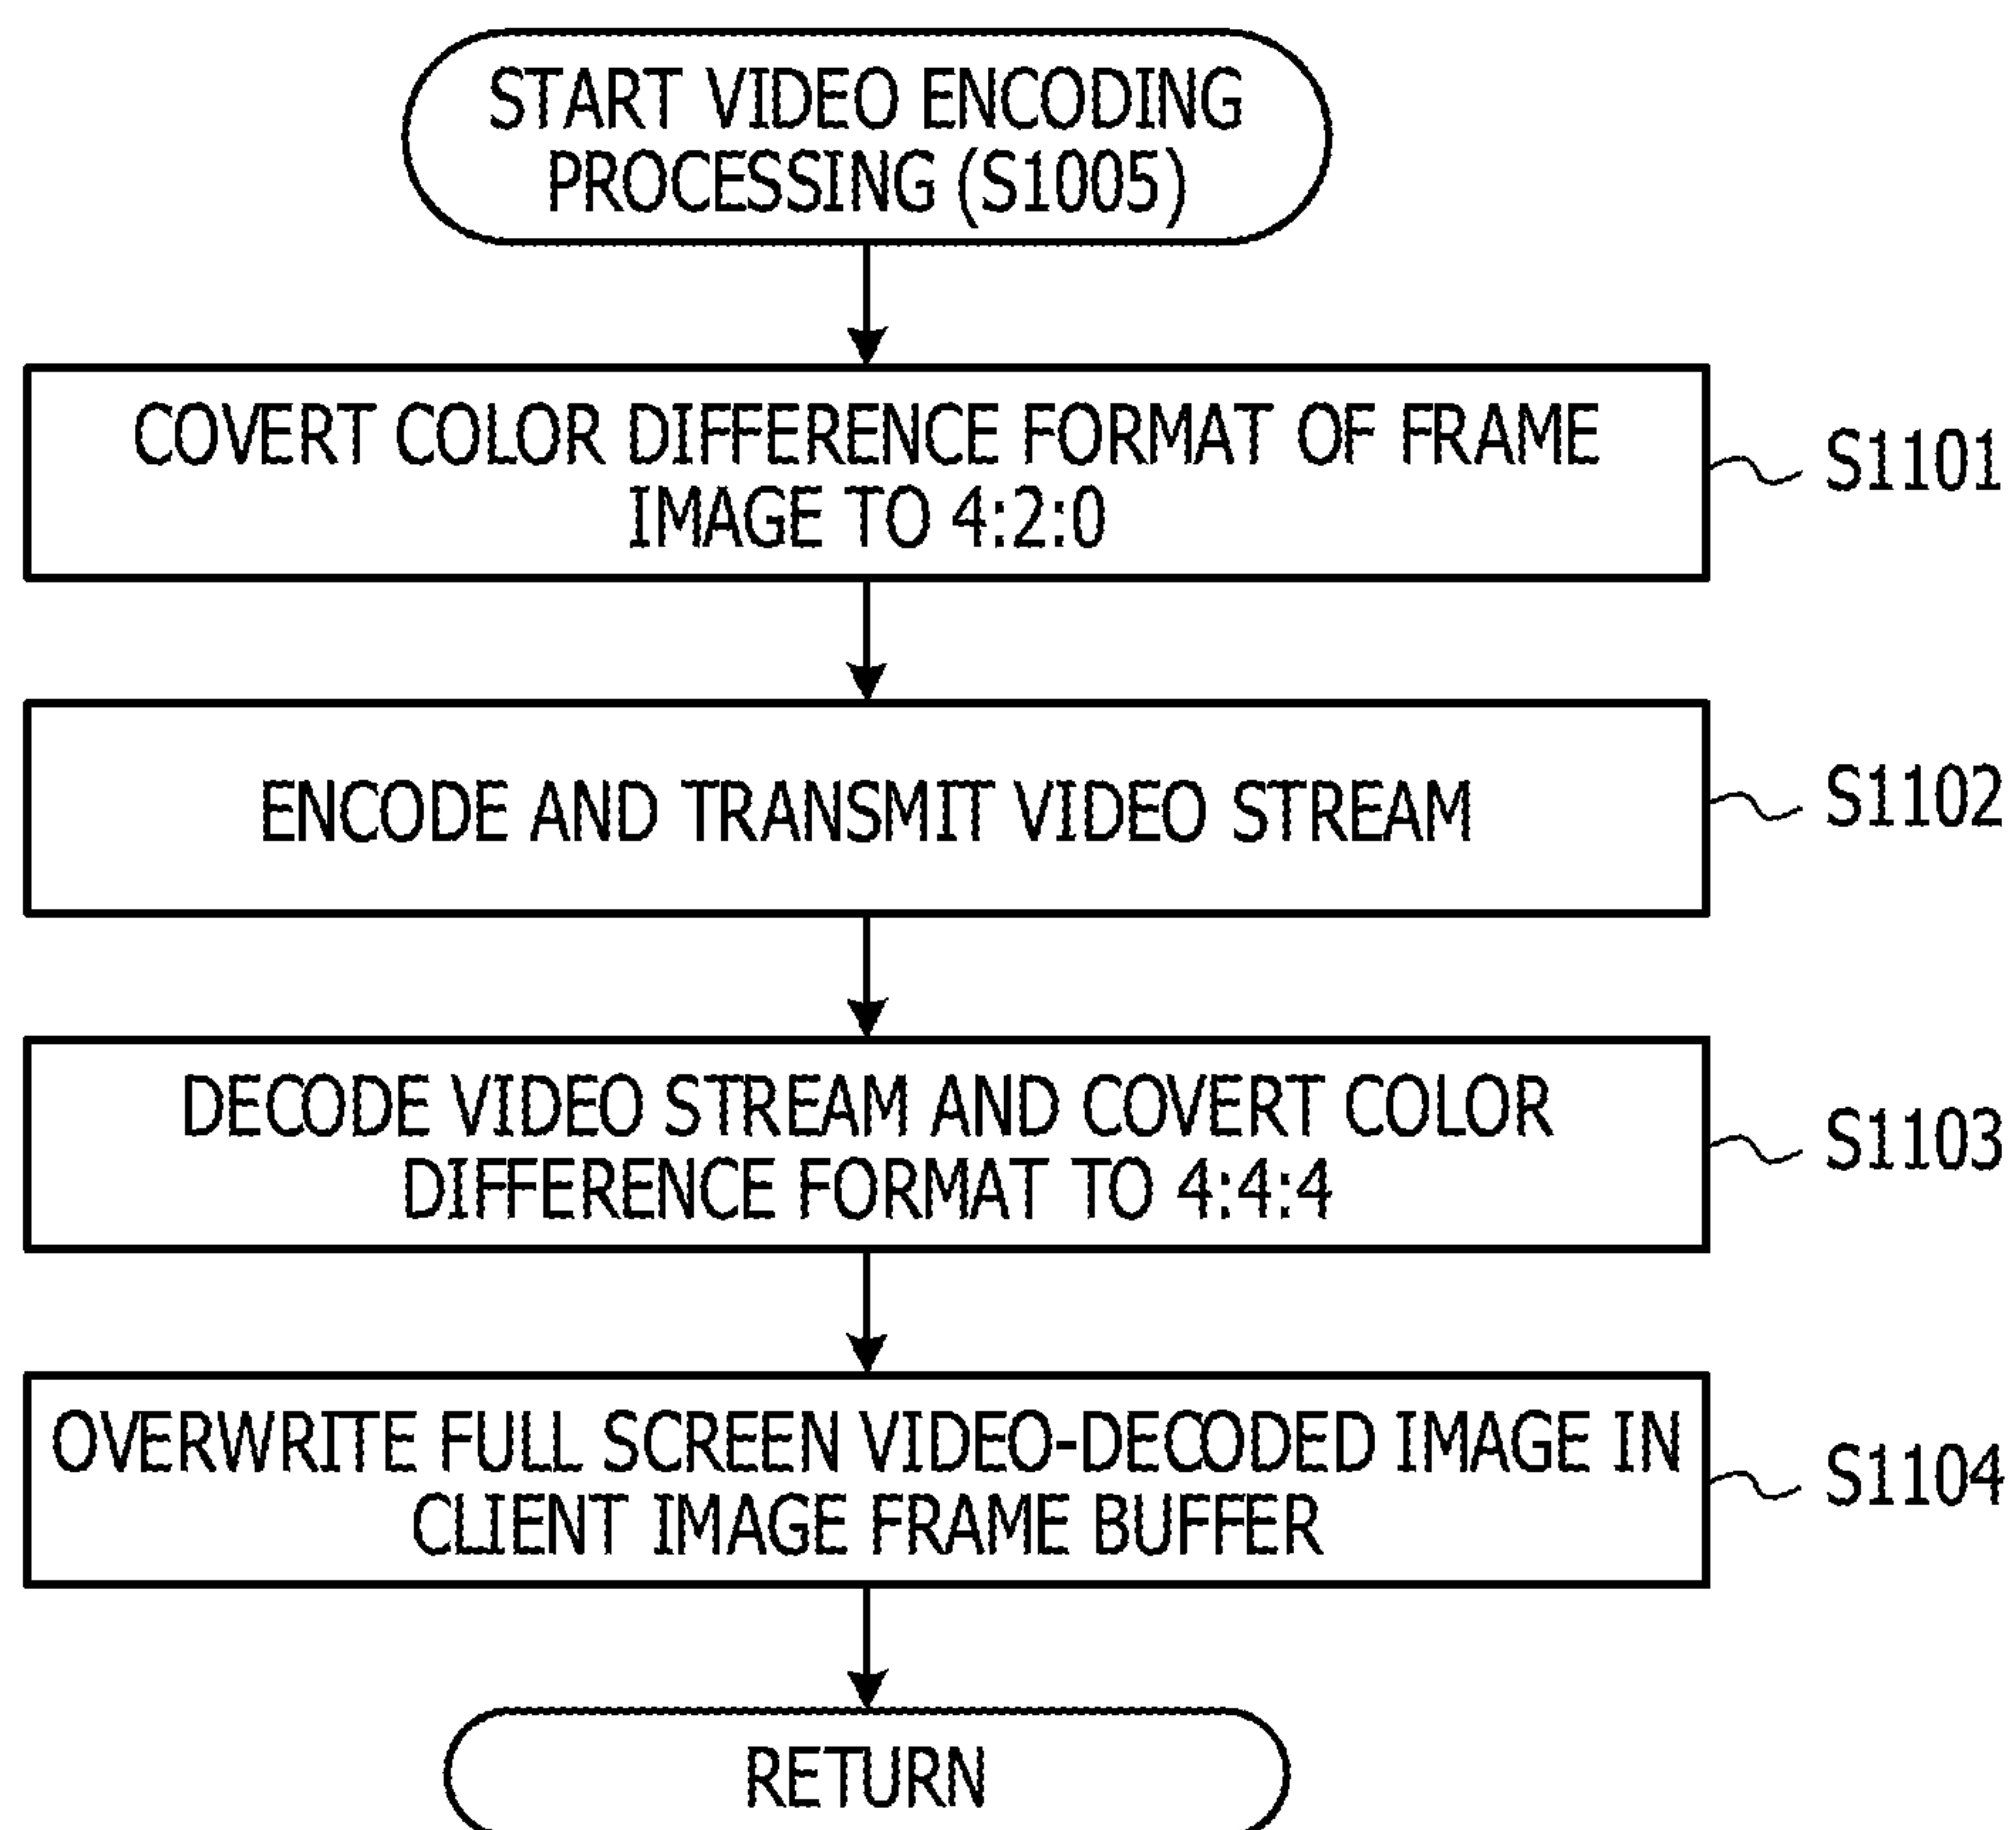 START VIDEO ENCODING
PROCESSING (S1005)
COVERT COLOR DIFFERENCE FORMAT OF FRAME
IMAGE TO 4:2:0
S1101
ENCODE AND TRANSMIT VIDEO STREAM
S1102
DECODE VIDEO STREAM AND COVERT COLOR
DIFFERENCE FORMAT TO 4:4:4
S1103
OVERWRITE FULL SCREEN VIDEO-DECODED IMAGE IN
CLIENT IMAGE FRAME BUFFER
S1104
RETURN